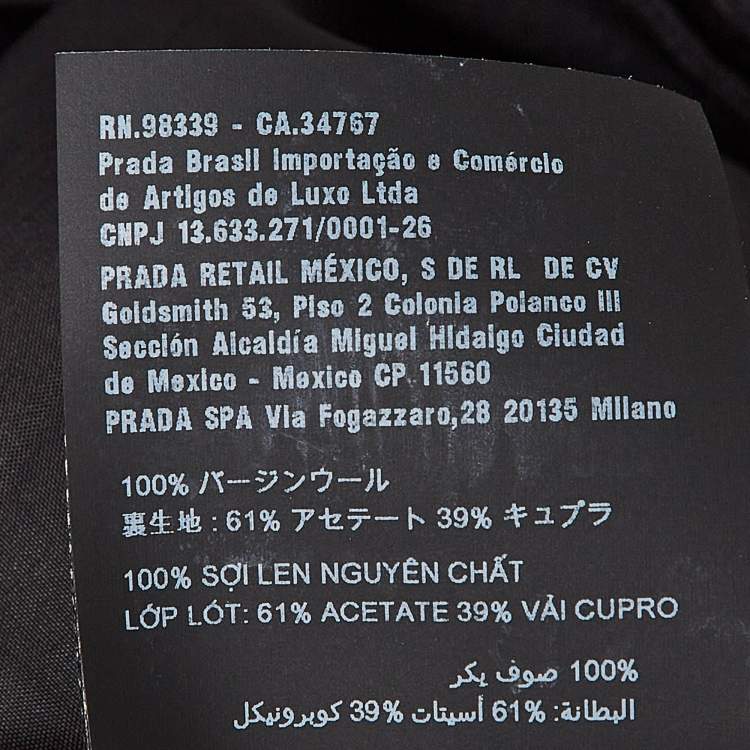 RN.98339 - CA.34767
Prada Brasil Importação e Comércio
de Artigos de Luxo Ltda
CNPJ 13.633.271/0001-26
PRADA RETAIL MÉXICO, S DE RL DE CV
Goldsmith 53, Piso 2 Colonia Polanco III
Sección Alcaldía Miguel Hidalgo Ciudad
de Mexico - Mexico CP 11560
PRADA SPA Via Fogazzaro,28 20135 Milano
100% バージンウール
裏生地 : 61% アセテート 39% キュプラ
100% SỢI LEN NGUYÊN CHẤT
LỚP LÓT: 61% ACETATE 39% VẢI CUPRO
100% صوف بكر
البطانة: 61% أسيتات 39% كوبرونيكل